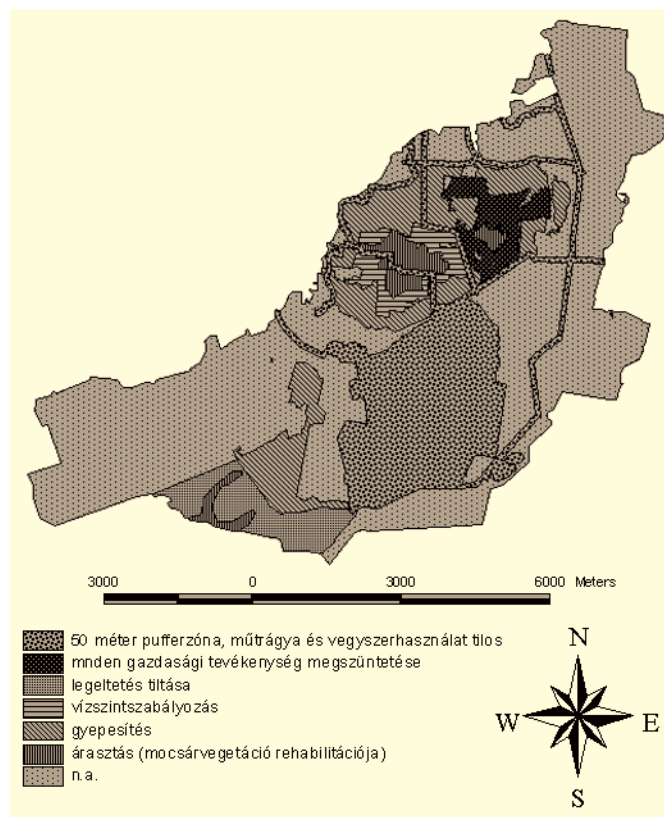 3000 0 3000 6000 Meters
50 méter pufferzóna, műtrágya és vegyszerhasználat tilos
mnden gazdasági tevékenység megszüntetése
legeltetés tiltása
vízszintszabályozás
gyepesítés
árasztás (mocsárvegetáció rehabilitációja)
n.a.
N
W E
S